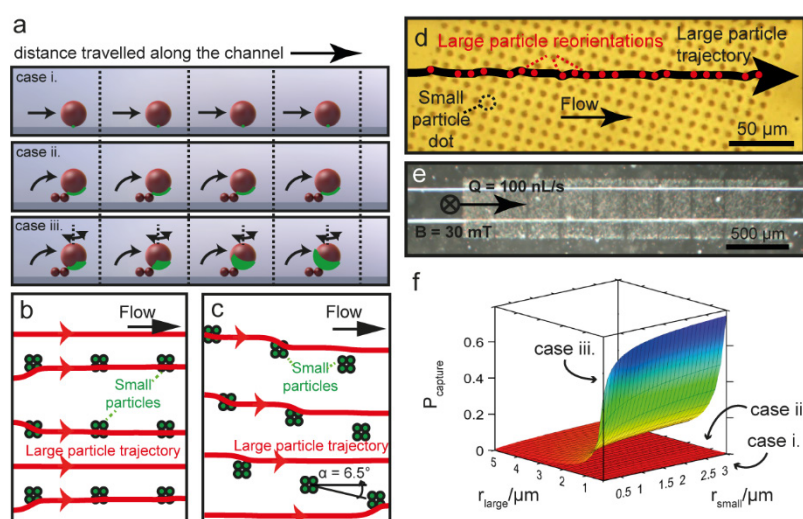 a
distance travelled along the channel
case i.
case ii.
case iii.
b
Flow
Small
particles
Large particle trajectory
c
Flow
Small
particles
Large particle trajectory
α = 6.5°
d
Large particle reorientations
Large particle
trajectory
Small
particle
dot
Flow
50 µm
e
Q = 100 nL/s
B = 30 mT
500 µm
f
0.6
0.4
0.2
0
P capture
case iii.
case ii
case i.
5
4
3
2
1
r large/µm
0.5
1
1.5
2
2.5
3
r small/µm